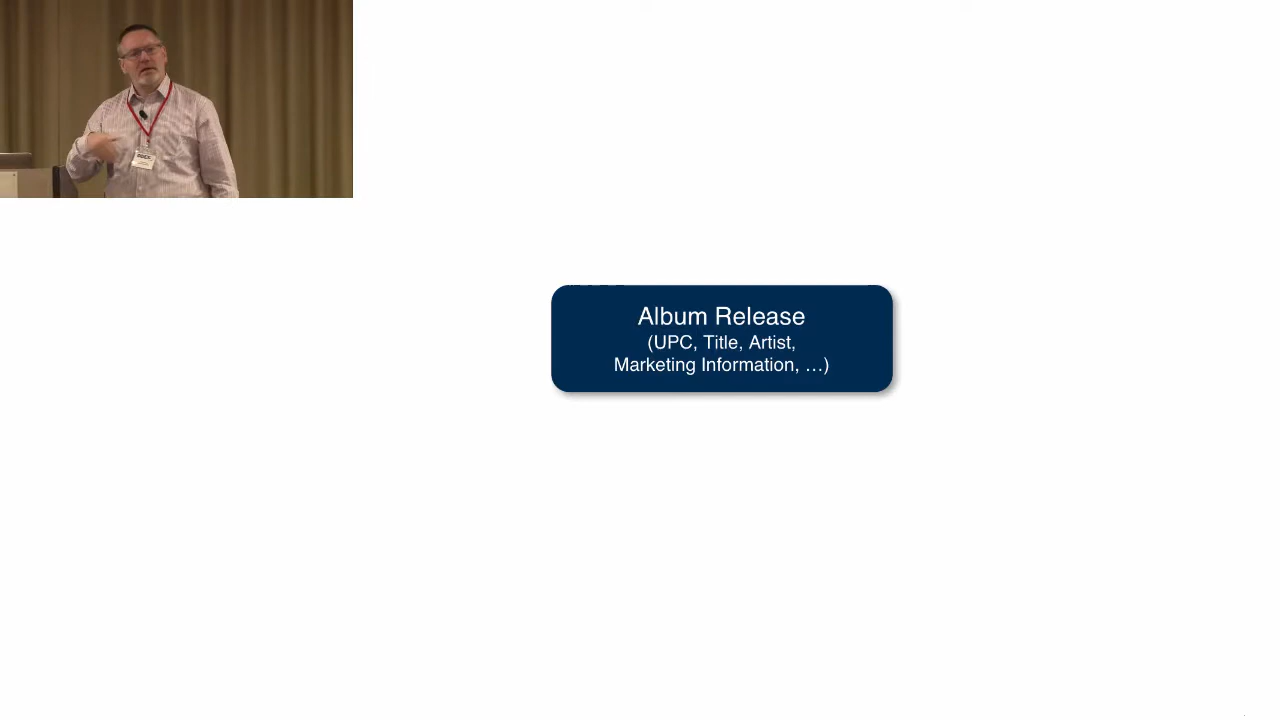 Album Release
(UPC, Title, Artist,
Marketing Information, …)